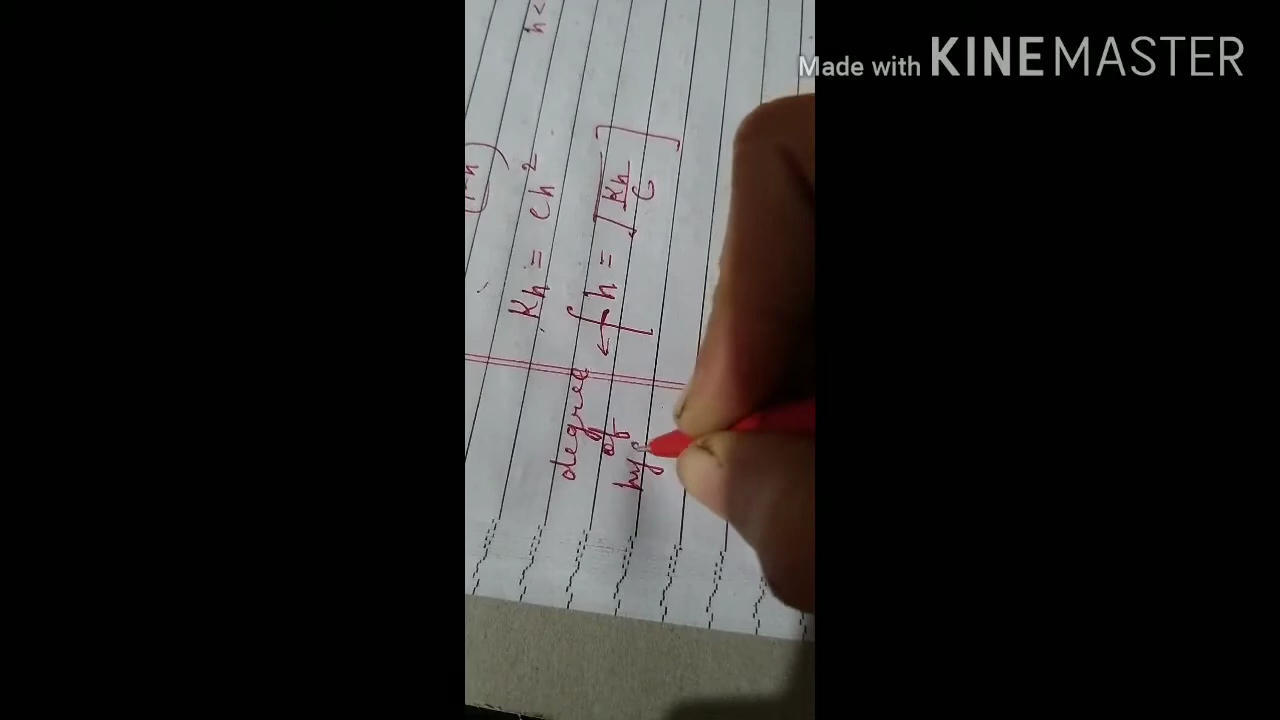 Made with KINEMASTER
h <
Kh = ch²
h = √Kh/C
degree
of
hy